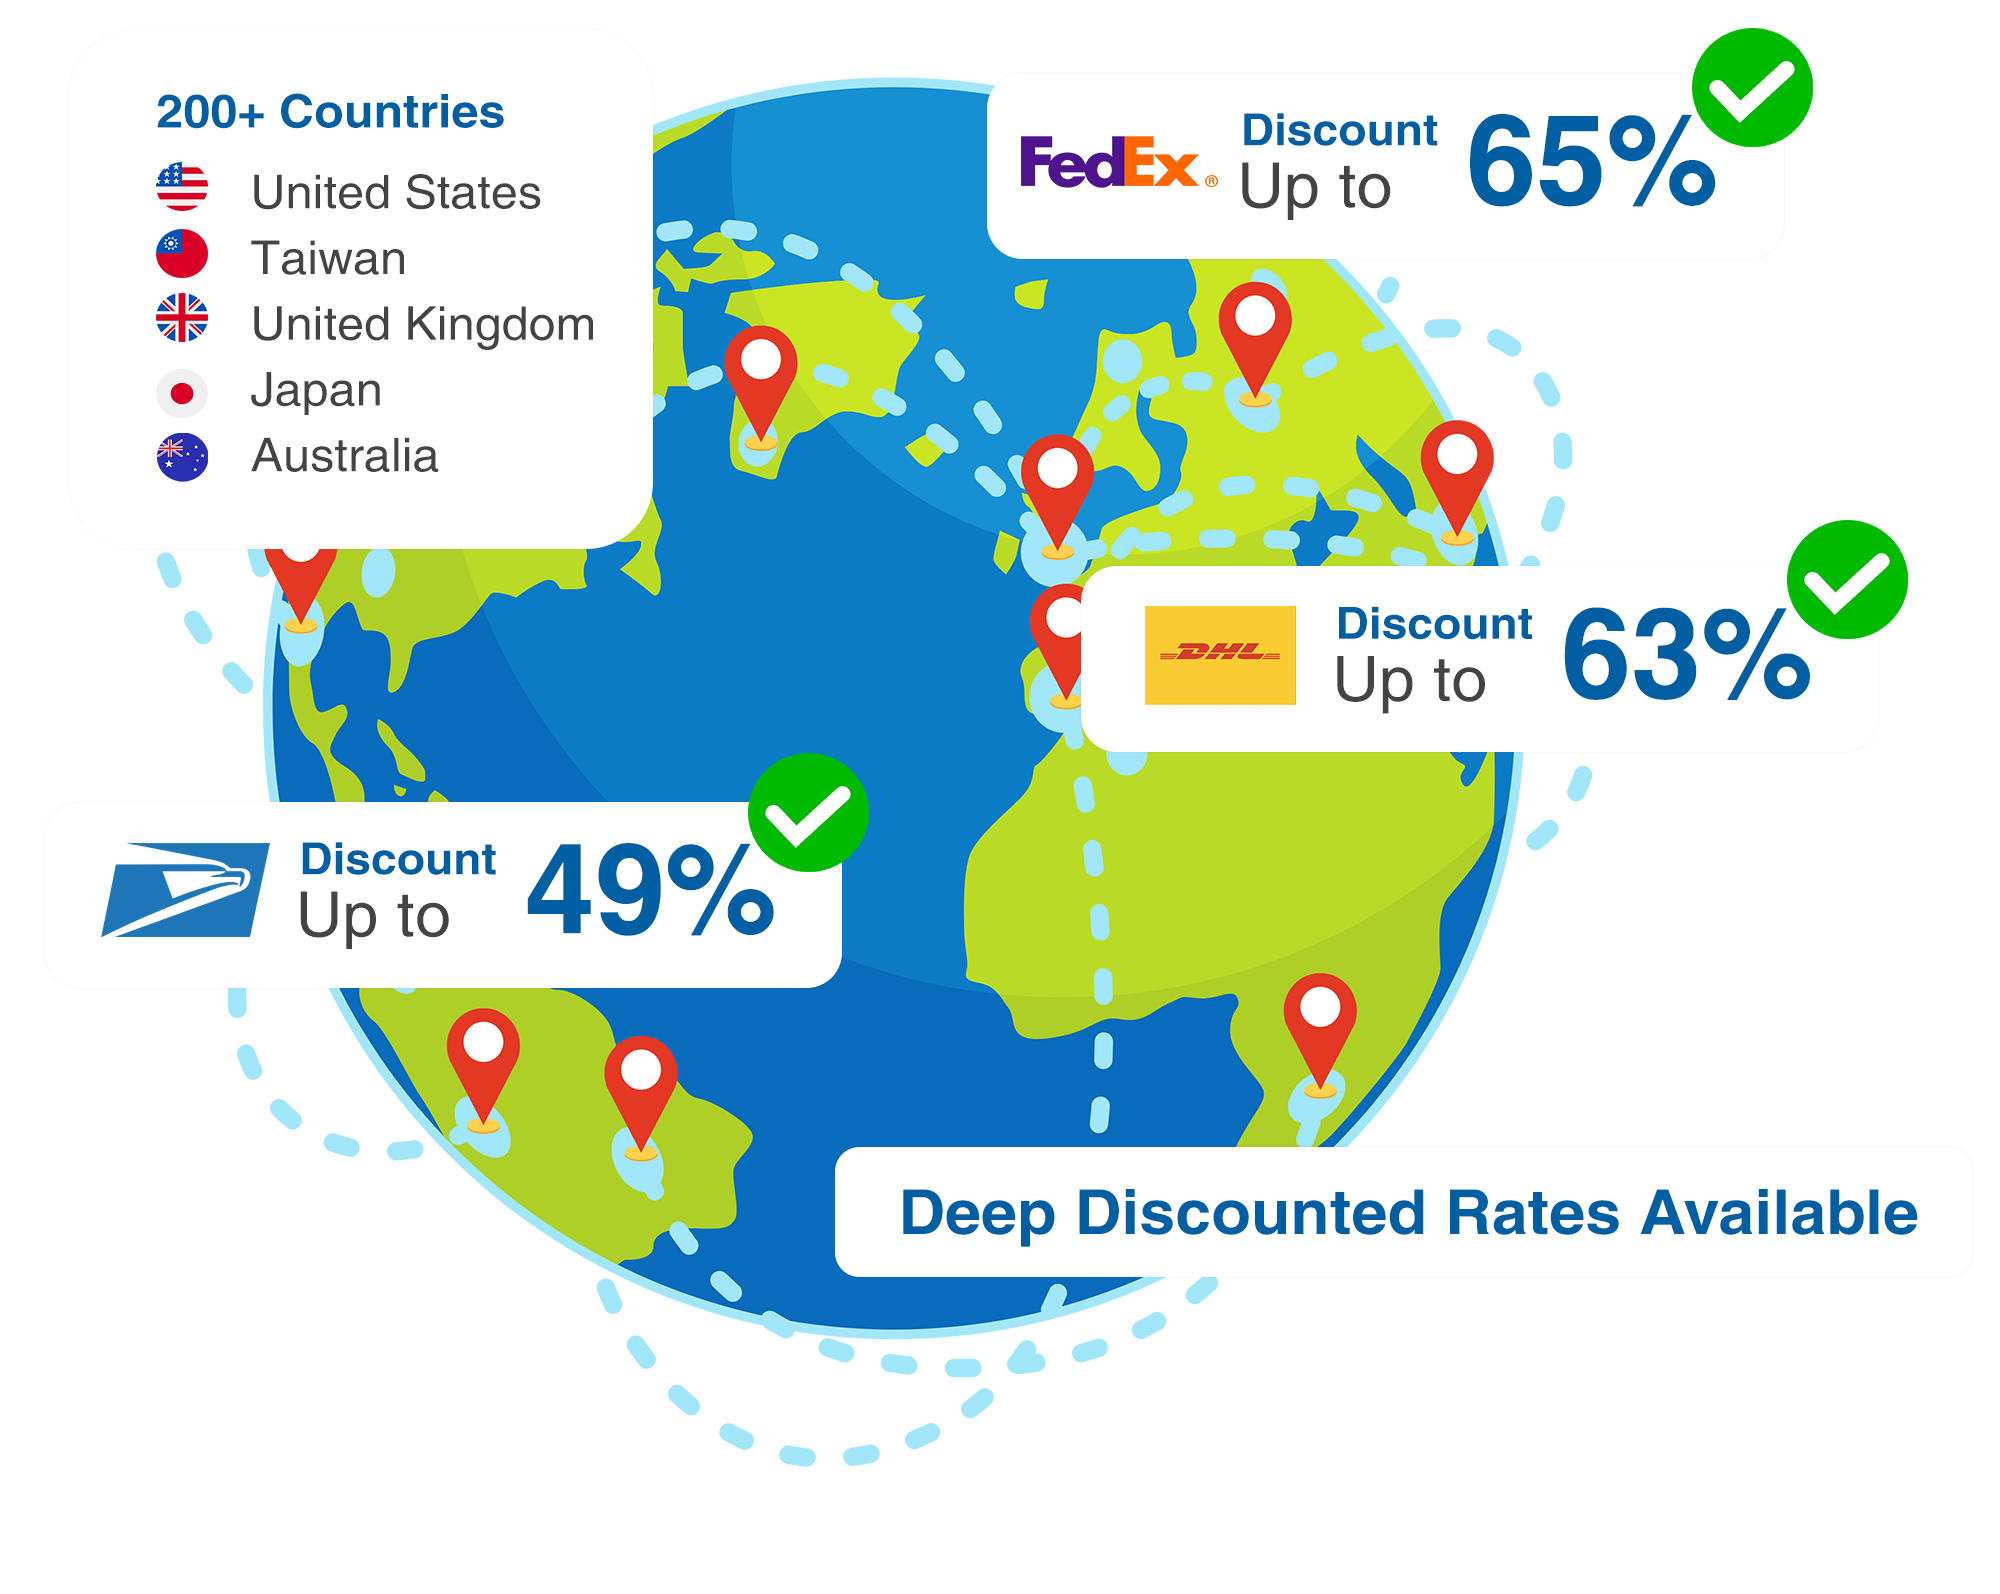 200+ Countries
United States
Taiwan
United Kingdom
Japan
Australia
FedEx®
Discount
Up to
65%
DHL
Discount
Up to
63%
Discount
Up to
49%
Deep Discounted Rates Available